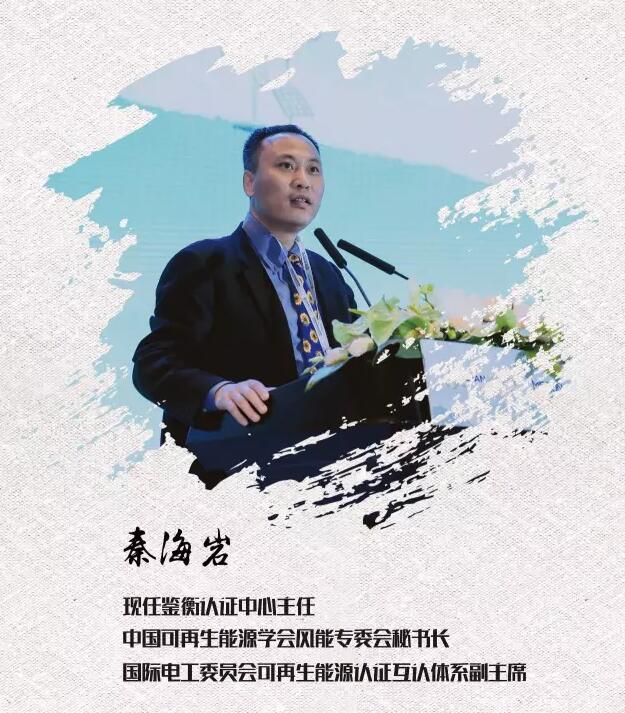 秦海岩
现任鉴衡认证中心主任
中国可再生能源学会风能专委会秘书长
国际电工委员会可再生能源认证互认体系副主席